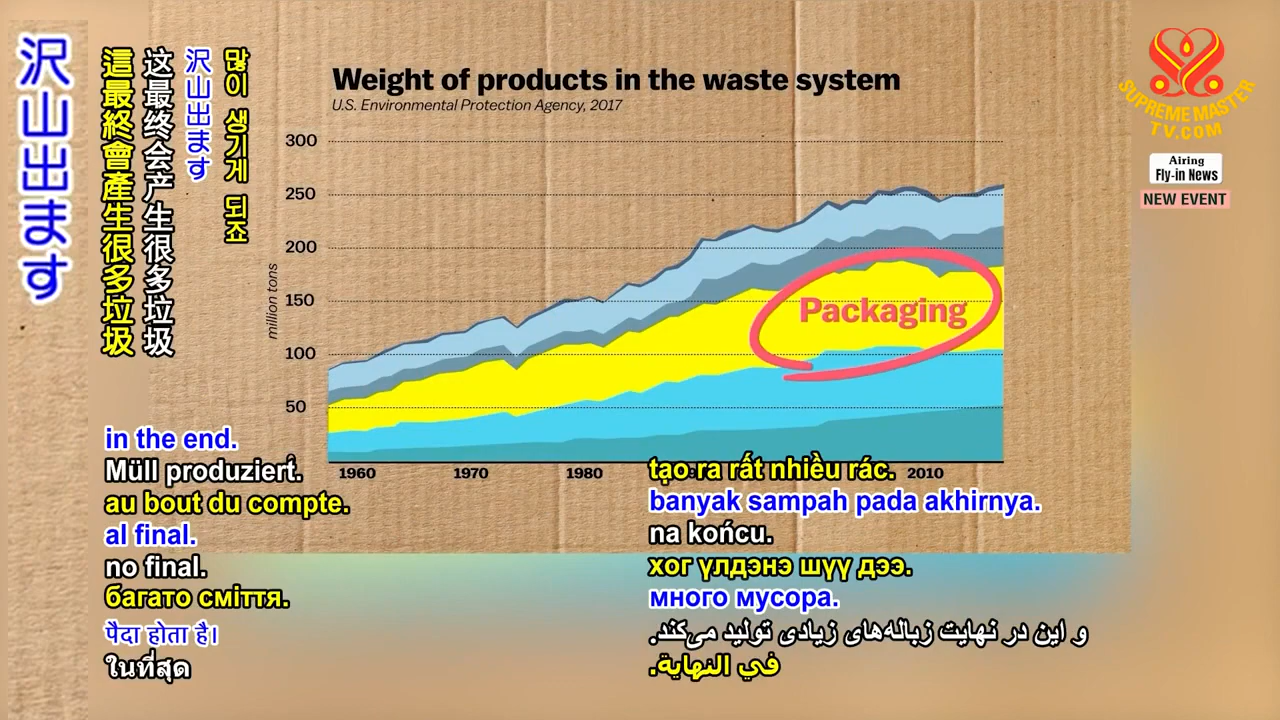 沢山出ます
這最終會產生很多垃圾
这最终会产生很多垃圾
沢山出ます
많이 생기게 되죠
Weight of products in the waste system
U.S. Environmental Protection Agency, 2017
300
250
200
150
100
50
million tons
Packaging
1960
1970
1980
2010
SUPREME MASTER
TV.COM
Airing
Fly-in News
NEW EVENT
in the end.
Müll produziert.
au bout du compte.
al final.
no final.
багато сміття.
पैदा होता है।
ในที่สุด
tạo ra rất nhiều rác.
banyak sampah pada akhirnya.
na końcu.
хог үлдэнэ шүү дээ.
много мусора.
و این در نهایت زباله‌های زیادی تولید می‌کند.
في النهاية.